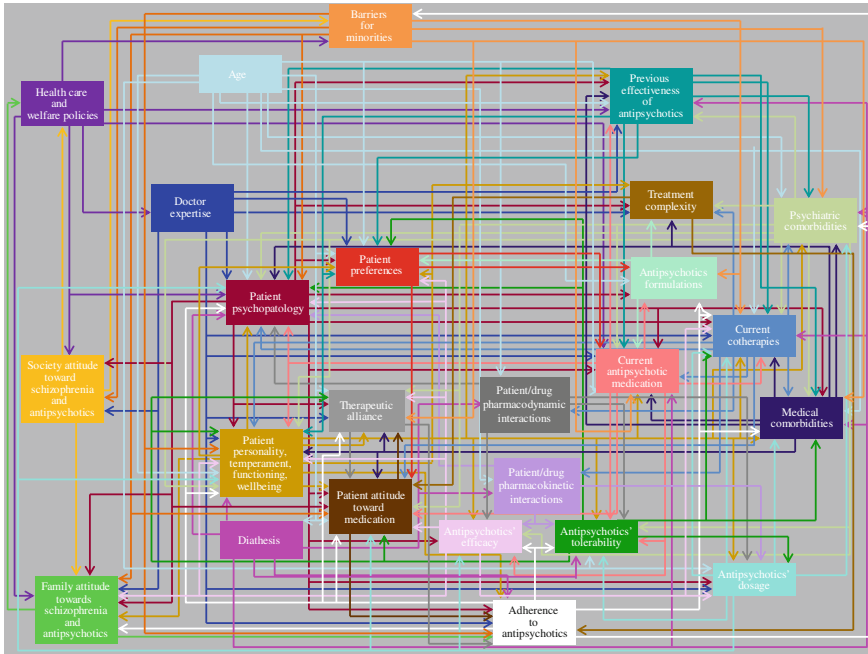 Barriers
for
minorities
Age
Health care
and
welfare policies
Previous
effectiveness of
antipsychotics
Doctor
expertise
Treatment
complexity
Psychiatric
comorbidities
Patient
preferences
Antipsychotics
formulations
Patient
psychopatology
Current
cotherapies
Society attitude
toward
schizophrenia
and
antipsychotics
Current
antipsychotic
medication
Therapeutic
alliance
Patient/drug
pharmacodynamic
interactions
Medical
comorbidities
Patient
personality,
temperament,
functioning,
wellbeing
Patient/drug
pharmacokinetic
interactions
Patient attitude
toward
medication
Diathesis
Antipsychotics'
efficacy
Antipsychotics'
tolerability
Antipsychotics'
dosage
Family attitude
towards
schizophrenia
and
antipsychotics
Adherence
to
antipsychotics